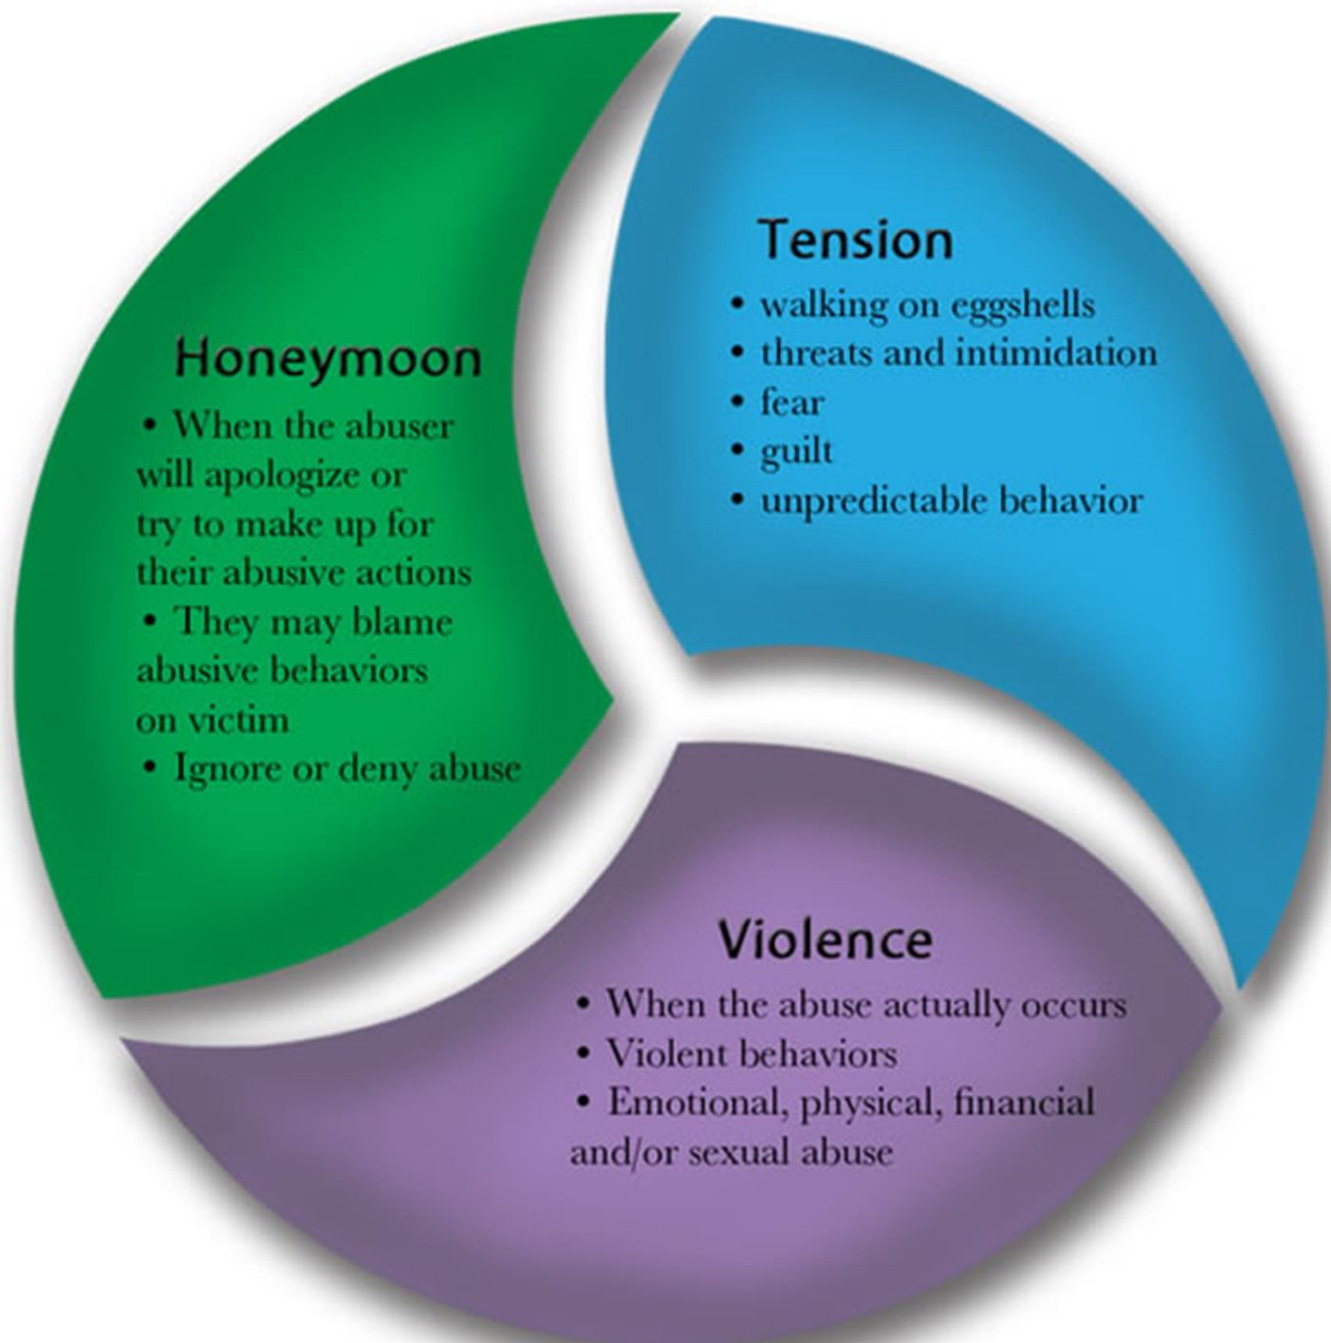 Honeymoon
• When the abuser
will apologize or
try to make up for
their abusive actions
• They may blame
abusive behaviors
on victim
• Ignore or deny abuse
Tension
• walking on eggshells
• threats and intimidation
• fear
• guilt
• unpredictable behavior
Violence
• When the abuse actually occurs
• Violent behaviors
• Emotional, physical, financial
and/or sexual abuse